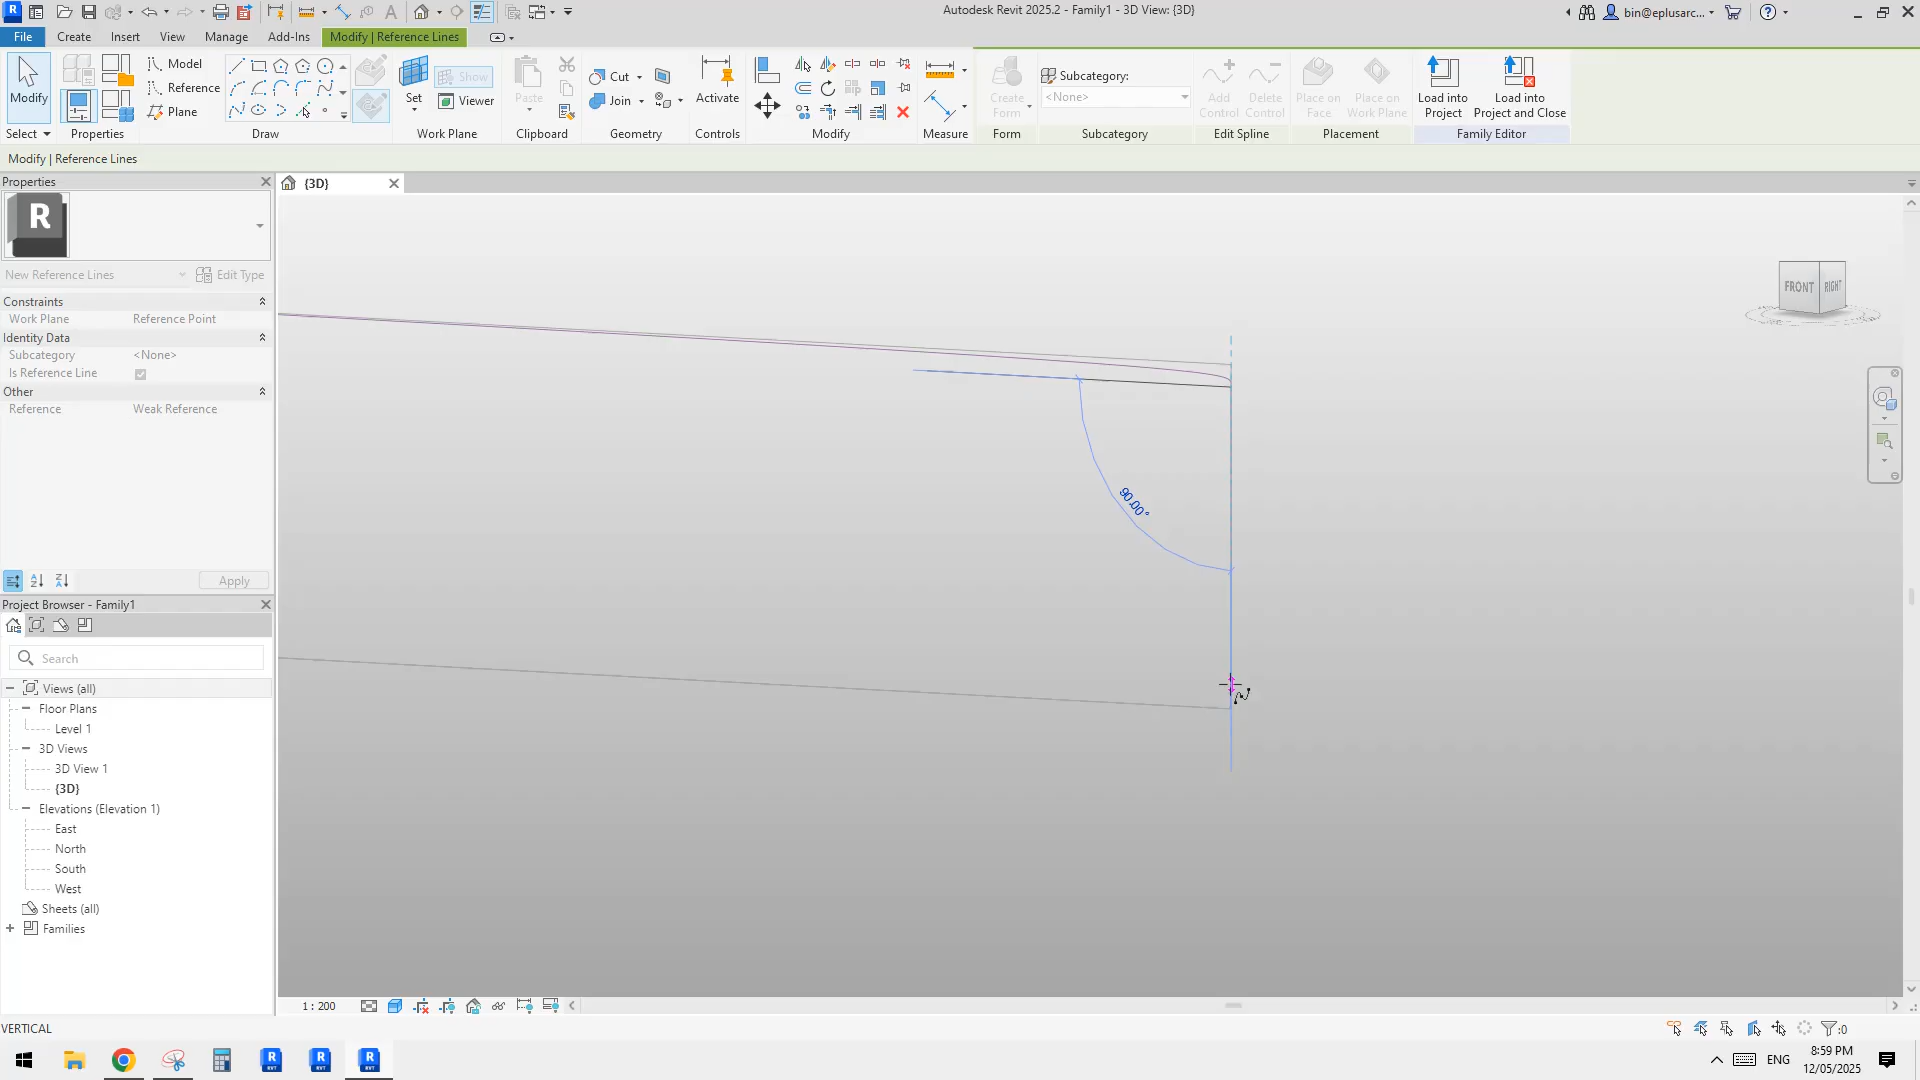 Autodesk Revit 2025.2 - Family1 - 3D View: {3D}
bin@eplusarc...
File
Create
Insert
View
Manage
Add-Ins
Modify | Reference Lines
Modify
Model
Reference
Plane
Set
Show
Viewer
Paste
Cut
Join
Activate
Create
Form
Subcategory:
<None>
Add
Control
Delete
Control
Place on
Face
Place on
Work Plane
Load into
Project
Load into
Project and Close
Select
Properties
Draw
Work Plane
Clipboard
Geometry
Controls
Modify
Measure
Form
Subcategory
Edit Spline
Placement
Family Editor
Modify | Reference Lines
Properties
{3D}
R
New Reference Lines
Edit Type
Constraints
Work Plane
Reference Point
Identity Data
Subcategory
<None>
Is Reference Line
Other
Reference
Weak Reference
Apply
FRONT
RIGHT
90.00°
Project Browser - Family1
Search
Views (all)
Floor Plans
Level 1
3D Views
3D View 1
{3D}
Elevations (Elevation 1)
East
North
South
West
Sheets (all)
Families
1 : 200
VERTICAL
:0
ENG
8:59 PM
12/05/2025